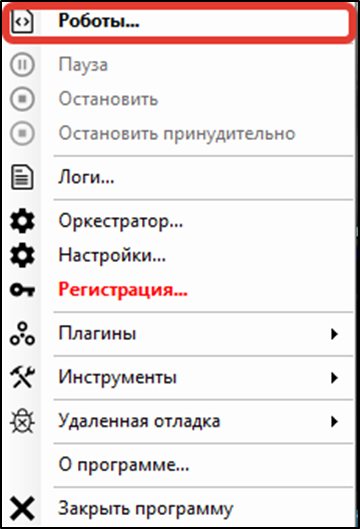 Роботы...
Пауза
Остановить
Остановить принудительно
Логи...
Оркестратор...
Настройки...
Регистрация...
Плагины
Инструменты
Удаленная отладка
О программе...
Закрыть программу